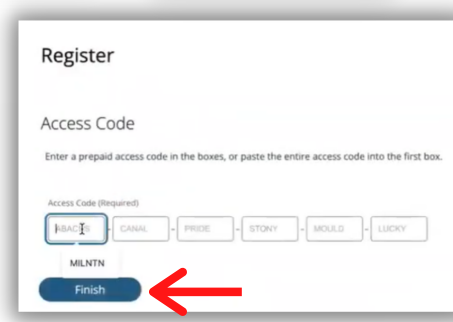 Register
Access Code
Enter a prepaid access code in the boxes, or paste the entire access code into the first box.
Access Code (Required)
ABACUS - CANAL - PRIDE - STONY - MOULD - LUCKY
MILNTN
Finish